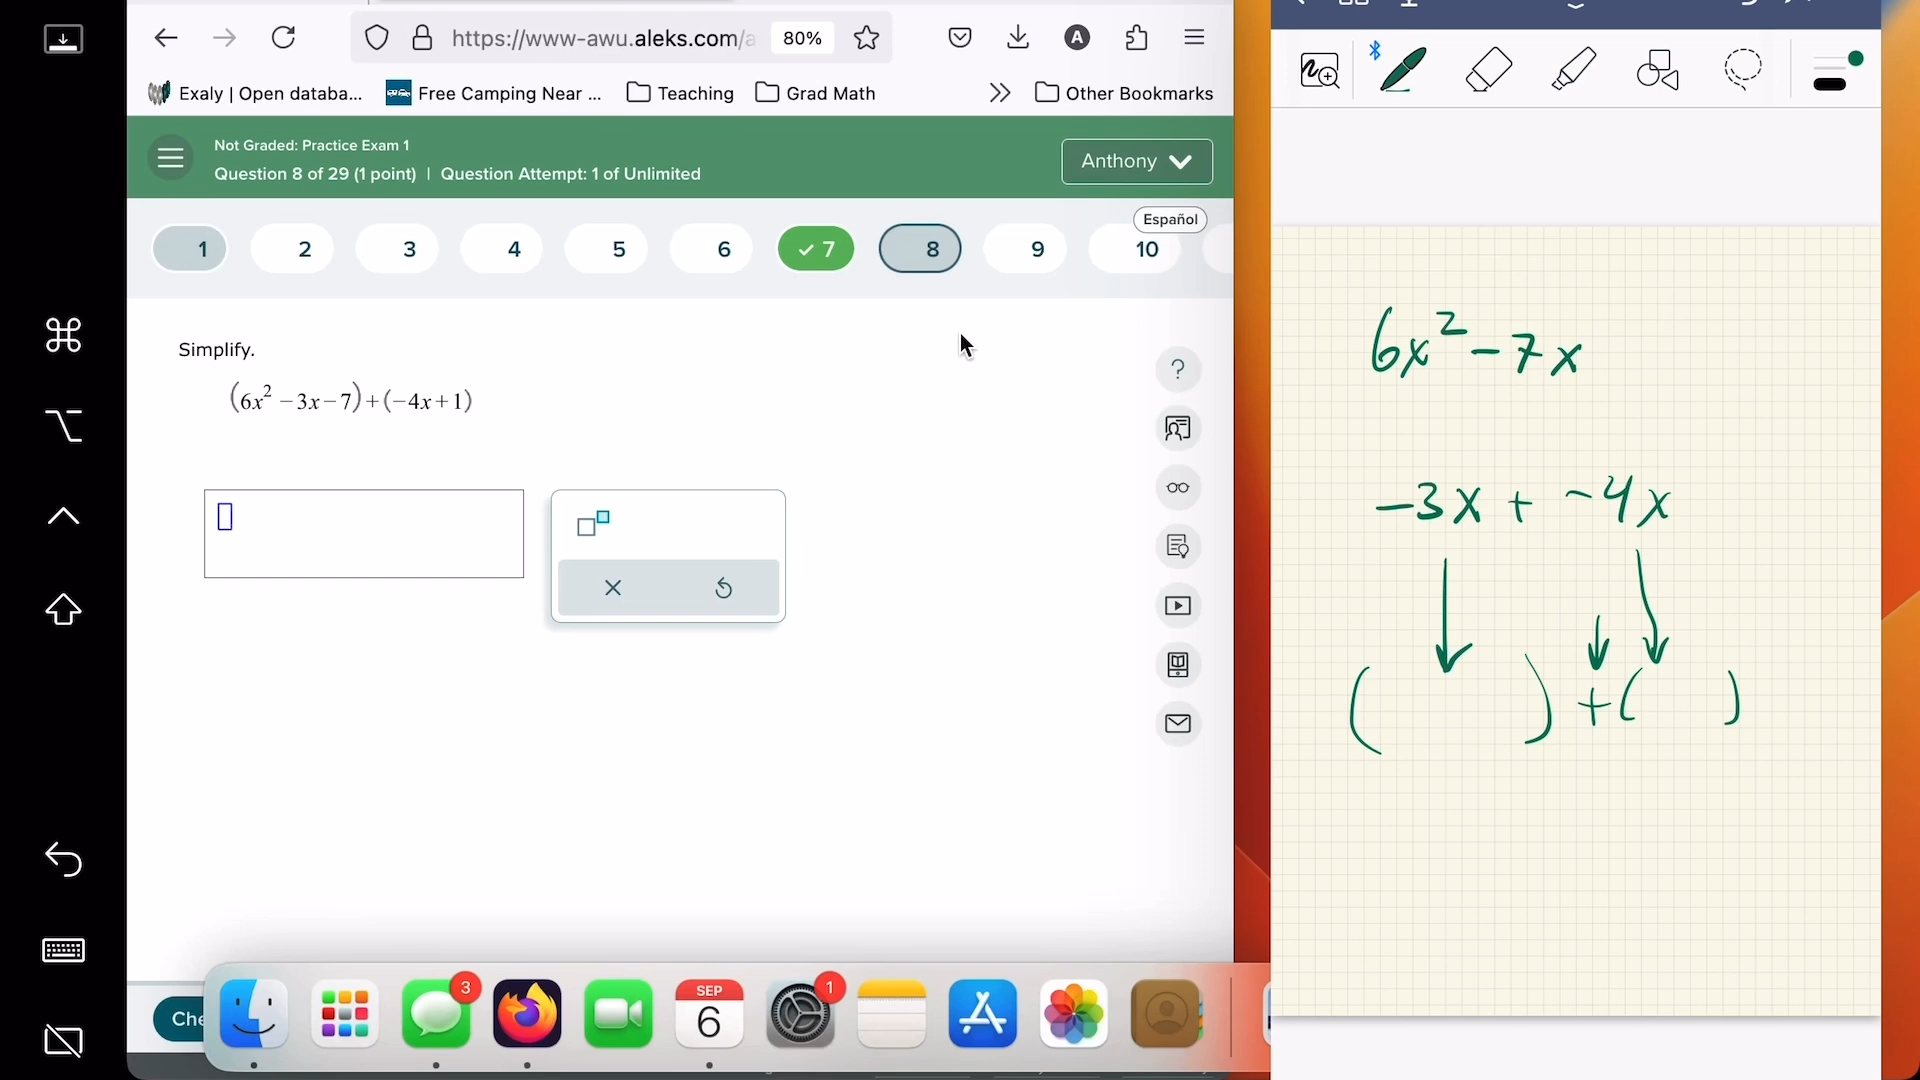 https://www-awu.aleks.com/a
80%
A
Exaly | Open databa...
Free Camping Near ...
Teaching
Grad Math
Other Bookmarks
Not Graded: Practice Exam 1
Question 8 of 29 (1 point) | Question Attempt: 1 of Unlimited
Anthony
Español
1 2 3 4 5 6 ✓ 7 8 9 10
Simplify.
(6x² −3x−7)+(−4x+1)
?
Che
3
SEP
6
1
6x² − 7x
−3x + −4x
( ) + ( )